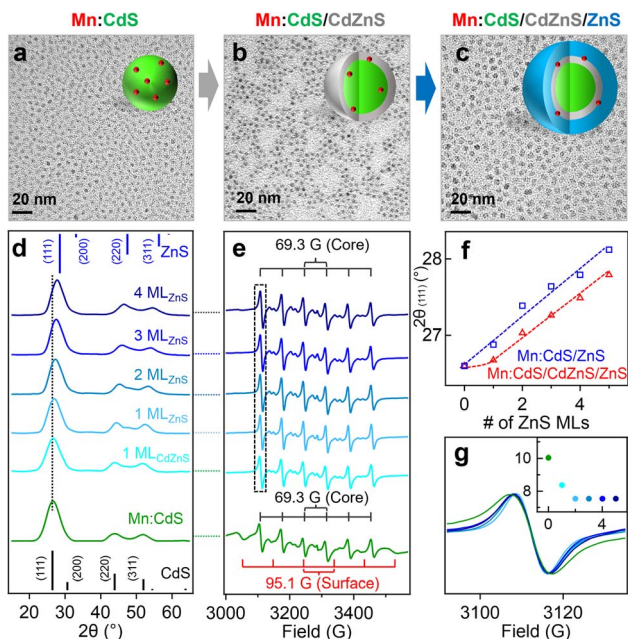 Mn:CdS
Mn:CdS/CdZnS
Mn:CdS/CdZnS/ZnS
a
b
c
20 nm
20 nm
20 nm
d
(111)
(200)
(220)
(311)
ZnS
4 MLZnS
3 MLZnS
2 MLZnS
1 MLZnS
1 MLCdZnS
Mn:CdS
(111)
(200)
(220)
(311)
CdS
20 30 40 50 60
2θ (°)
e
69.3 G (Core)
69.3 G (Core)
95.1 G (Surface)
3000 3200 3400
Field (G)
f
28
27
2θ(111) (°)
Mn:CdS/ZnS
Mn:CdS/CdZnS/ZnS
0 2 4
# of ZnS MLs
g
10
8
6
0 2 4
3100 3120
Field (G)